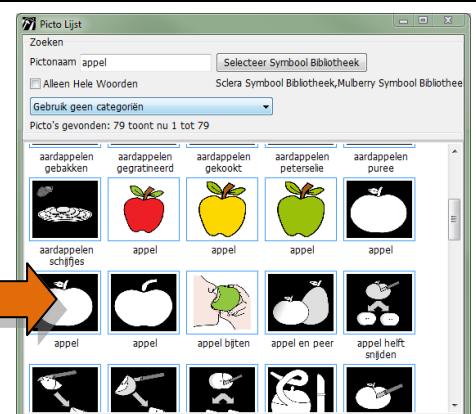 Picto Lijst
Zoeken
Pictonaam appel Selecteer Symbool Bibliotheek
Alleen Hele Woorden Sclera Symbool Bibliotheek,Mulberry Symbool Bibliothee
Gebruik geen categoriën
Picto's gevonden: 79 toont nu 1 tot 79
aardappelen gebakken
aardappelen gegratineerd
aardappelen gekookt
aardappelen peterselie
aardappelen puree
aardappelen schijfjes
appel
appel
appel
appel
appel
appel
appel bijten
appel en peer
appel helft snijden